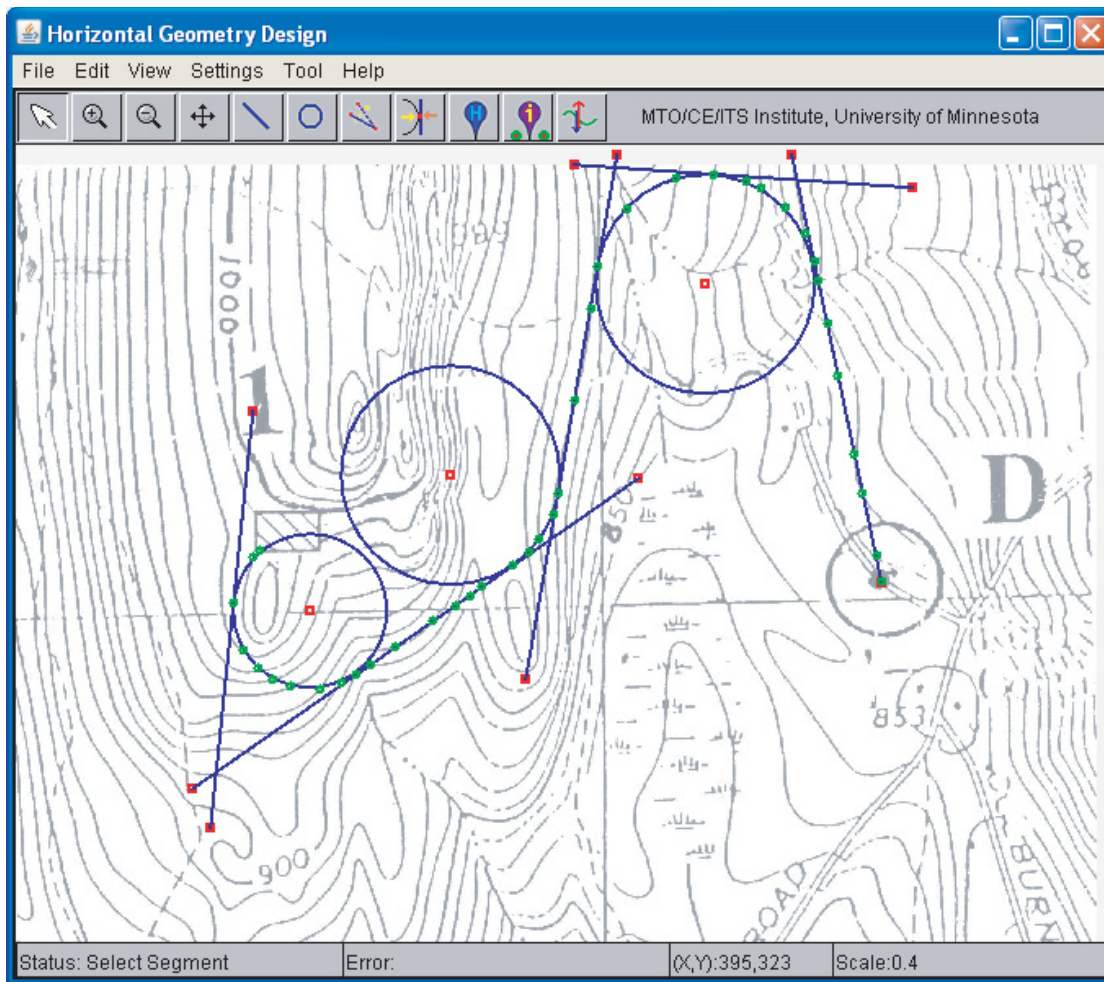 Horizontal Geometry Design
File Edit View Settings Tool Help
H i MTO/CE/ITS Institute, University of Minnesota
1000
1
D
850
853
900
ROAD
BURN
Status: Select Segment Error: (X,Y):395,323 Scale:0.4